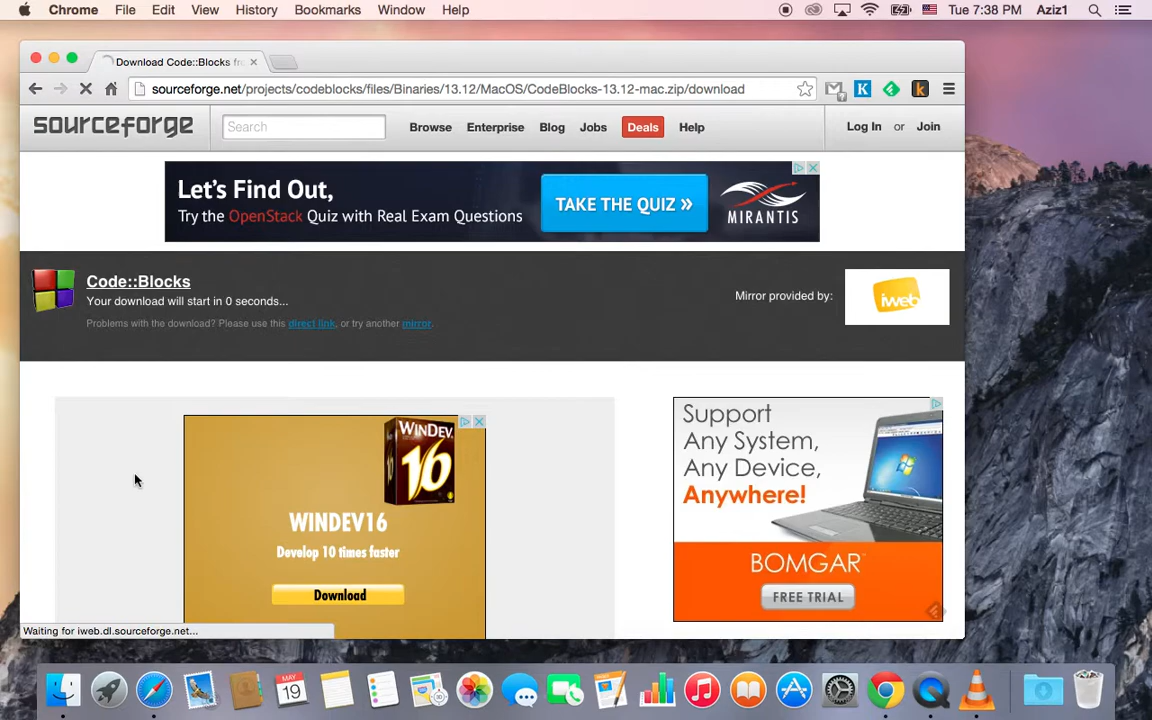 Chrome File Edit View History Bookmarks Window Help Tue 7:38 PM Aziz1
Download Code::Blocks fr
sourceforge.net/projects/codeblocks/files/Binaries/13.12/MacOS/CodeBlocks-13.12-mac.zip/download
sourceforge Search Browse Enterprise Blog Jobs Deals Help Log In or Join
Let's Find Out,
Try the OpenStack Quiz with Real Exam Questions
TAKE THE QUIZ »
MIRANTIS
Code::Blocks
Your download will start in 0 seconds...
Problems with the download? Please use this direct link, or try another mirror.
Mirror provided by:
iweb
WINDEV
16
WINDEV16
Develop 10 times faster
Download
Support
Any System,
Any Device,
Anywhere!
BOMGAR
FREE TRIAL
Waiting for iweb.dl.sourceforge.net...
MAY
19